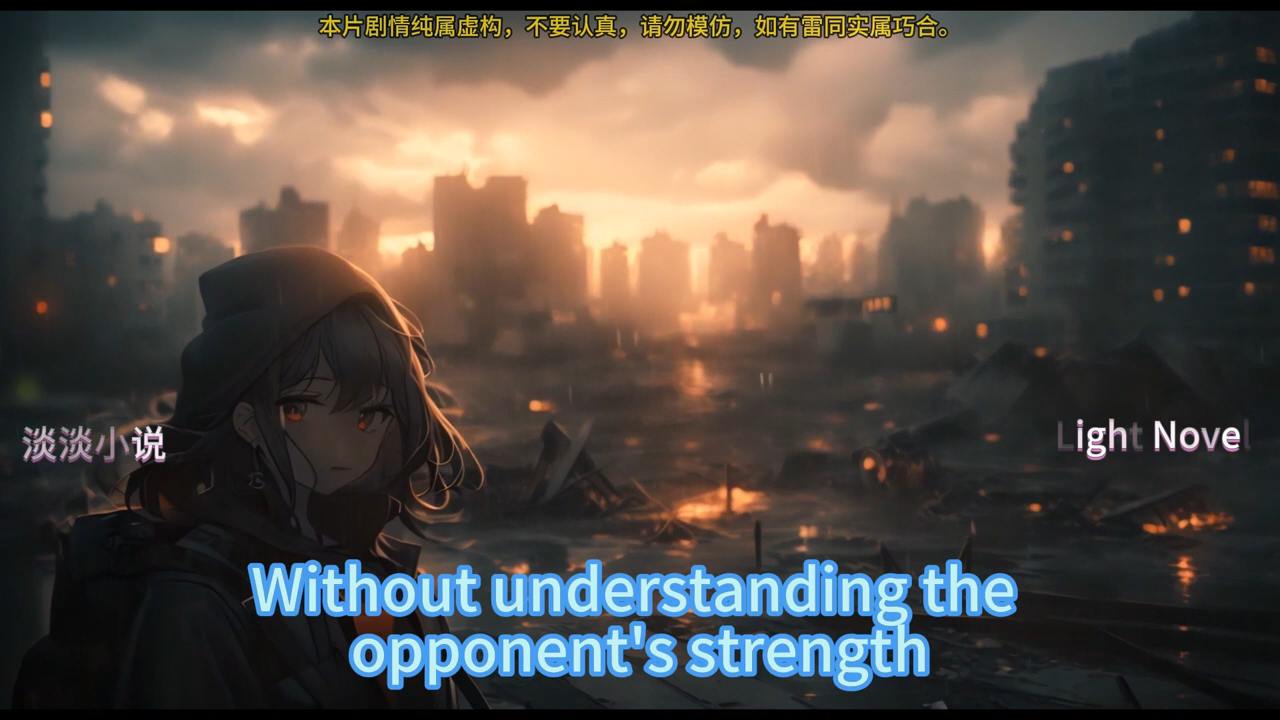 本片剧情纯属虚构，不要认真，请勿模仿，如有雷同实属巧合。
淡淡小说
Light Novel
Without understanding the
opponent's strength